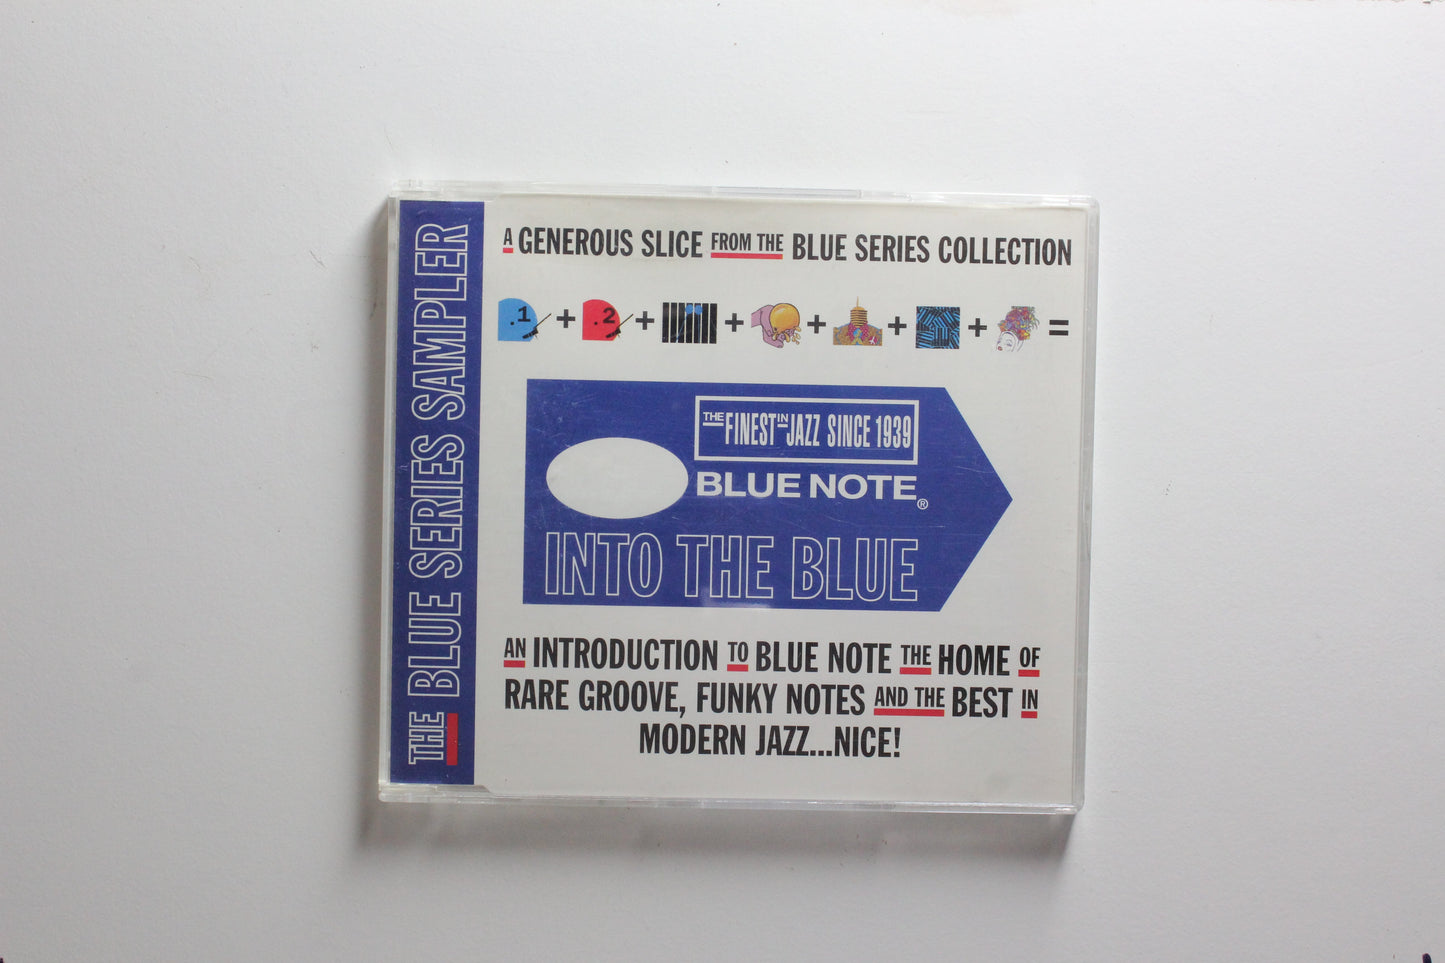 THE BLUE SERIES SAMPLER
A GENEROUS SLICE FROM THE BLUE SERIES COLLECTION
.1 + .2 + + + + + =
THE FINEST IN JAZZ SINCE 1939
BLUE NOTE®
INTO THE BLUE
AN INTRODUCTION TO BLUE NOTE THE HOME OF
RARE GROOVE, FUNKY NOTES AND THE BEST IN
MODERN JAZZ...NICE!